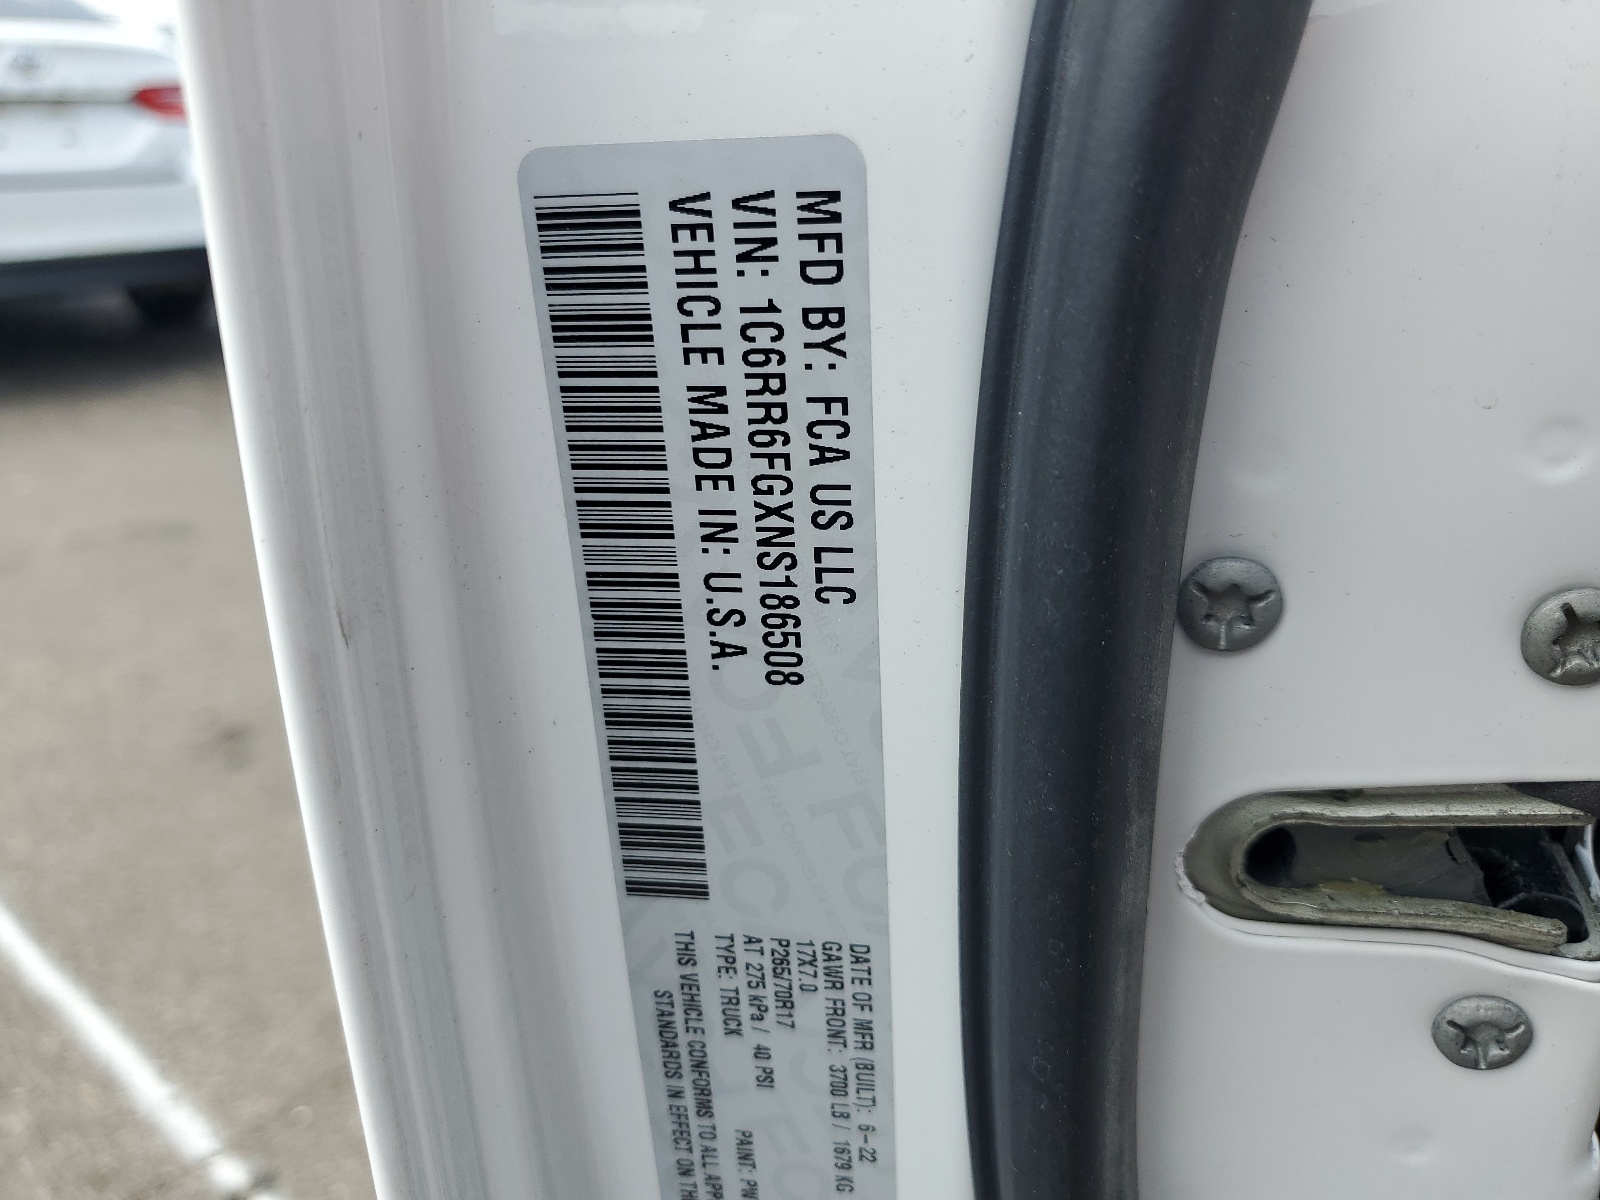 MFD BY: FCA US LLC
VIN: 1C6RR6FGXNS186508
VEHICLE MADE IN: U.S.A.
DATE OF MFR (BUILT): 6-22
GAWR FRONT: 3700 LB / 1679 KG
17X7.0
P265/70R17
AT 275 kPa / 40 PSI
TYPE: TRUCK PAINT: PW
THIS VEHICLE CONFORMS TO ALL APP
STANDARDS IN EFFECT ON TH